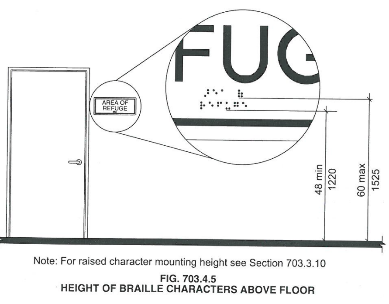 AREA OF
REFUGE
FUG
48 min
1220
60 max
1525
Note: For raised character mounting height see Section 703.3.10
FIG. 703.4.5
HEIGHT OF BRAILLE CHARACTERS ABOVE FLOOR